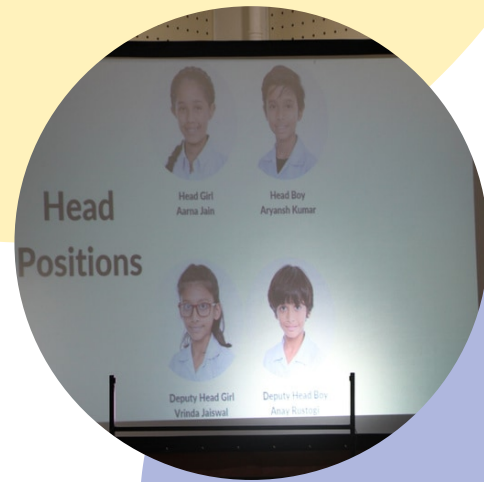 Head
Positions
Head Girl
Aarna Jain
Head Boy
Aryansh Kumar
Deputy Head Girl
Vrinda Jaiswal
Deputy Head Boy
Anay Rustogi